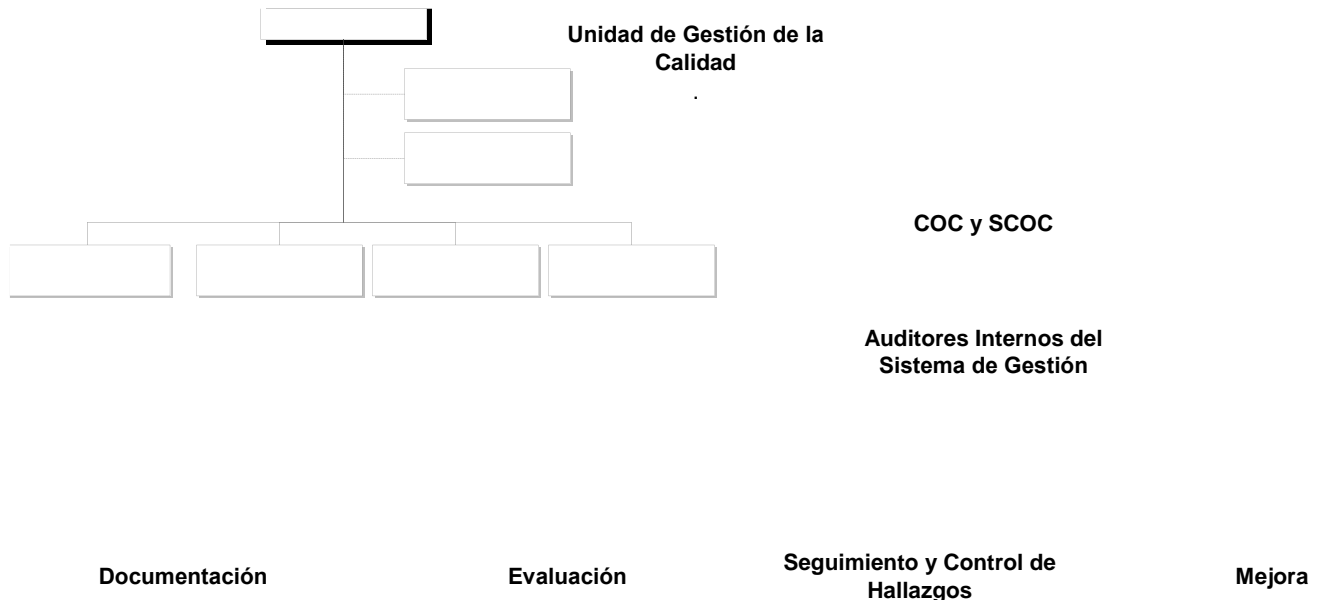 Unidad de Gestión de la
Calidad
.
COC y SCOC
Auditores Internos del
Sistema de Gestión
Documentación
Evaluación
Seguimiento y Control de
Hallazgos
Mejora